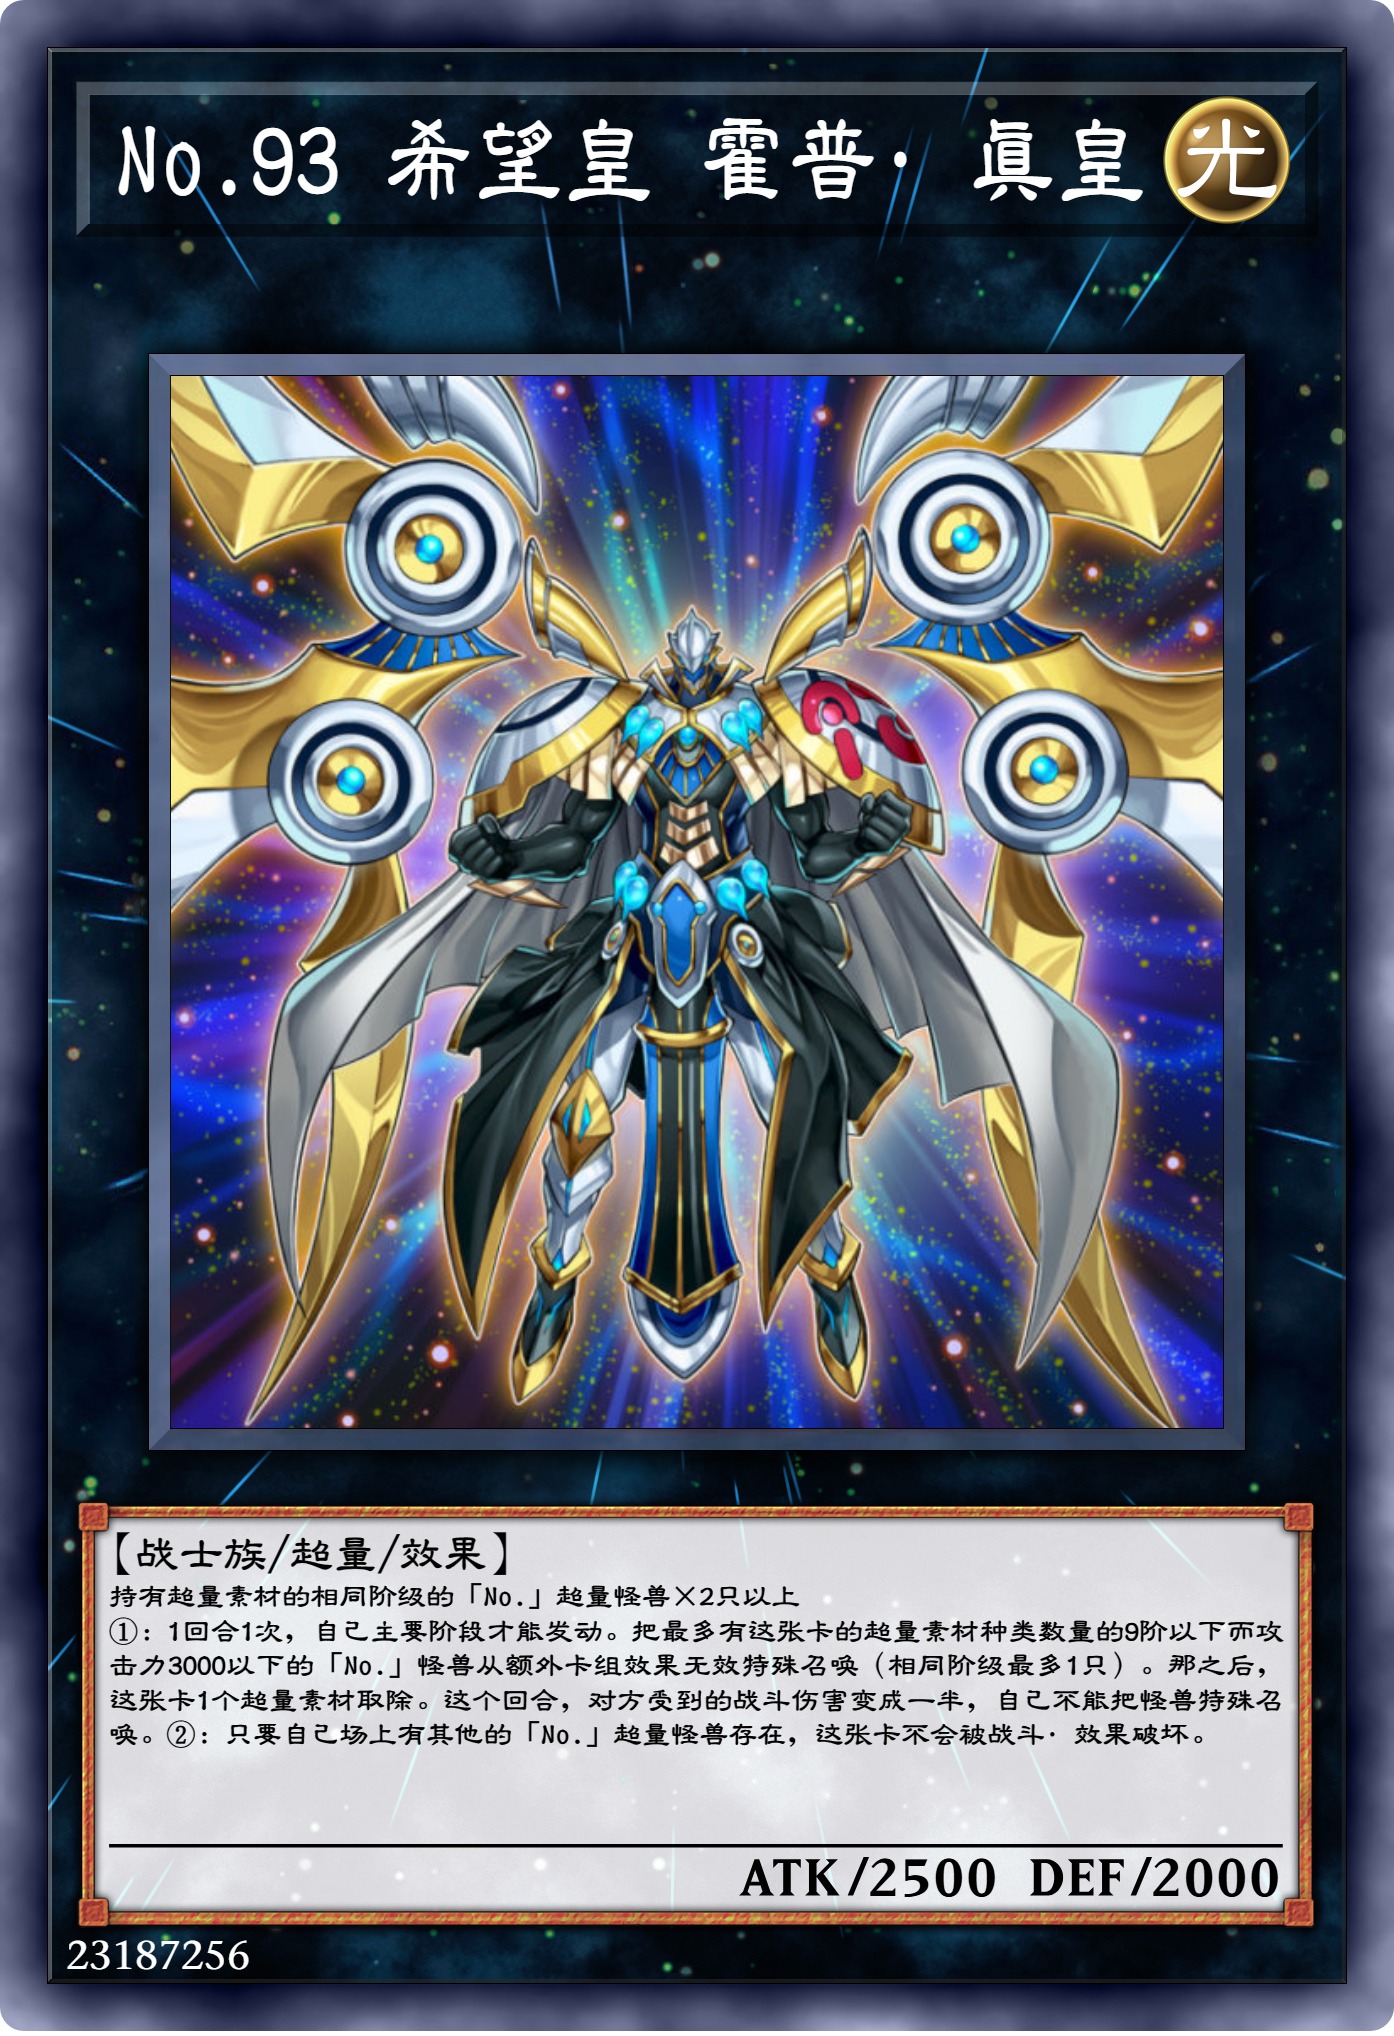 No.93 希望皇 霍普· 真皇
光
【战士族/超量/效果】
持有超量素材的相同阶级的「No.」超量怪兽×2只以上
①：1回合1次，自己主要阶段才能发动。把最多有这张卡的超量素材种类数量的9阶以下而攻
击力3000以下的「No.」怪兽从额外卡组效果无效特殊召唤（相同阶级最多1只）。那之后，
这张卡1个超量素材取除。这个回合，对方受到的战斗伤害变成一半，自己不能把怪兽特殊召
唤。②：只要自己场上有其他的「No.」超量怪兽存在，这张卡不会被战斗· 效果破坏。
ATK/2500 DEF/2000
23187256